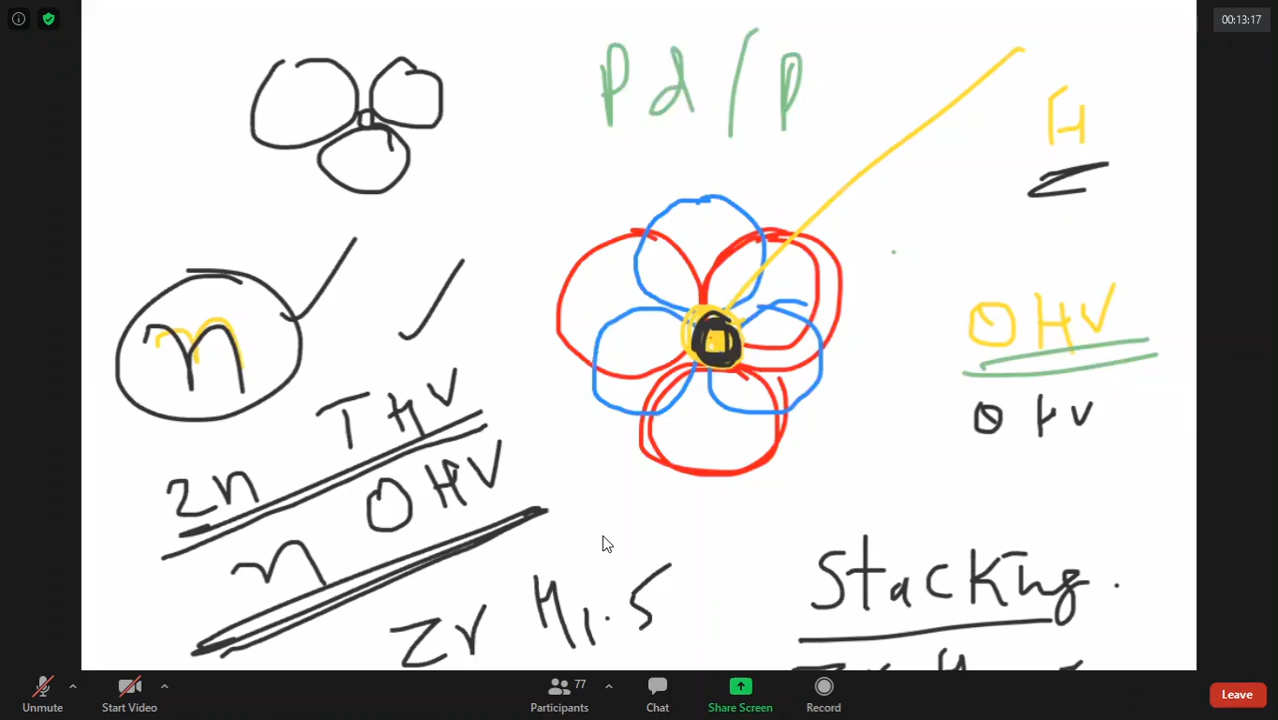 00:13:17
Pd/P
H
n
OHV
OHV
THV
2n
OHV
n
Zr H1.5
Stacking.
Unmute
Start Video
77
Participants
Chat
Share Screen
Record
Leave